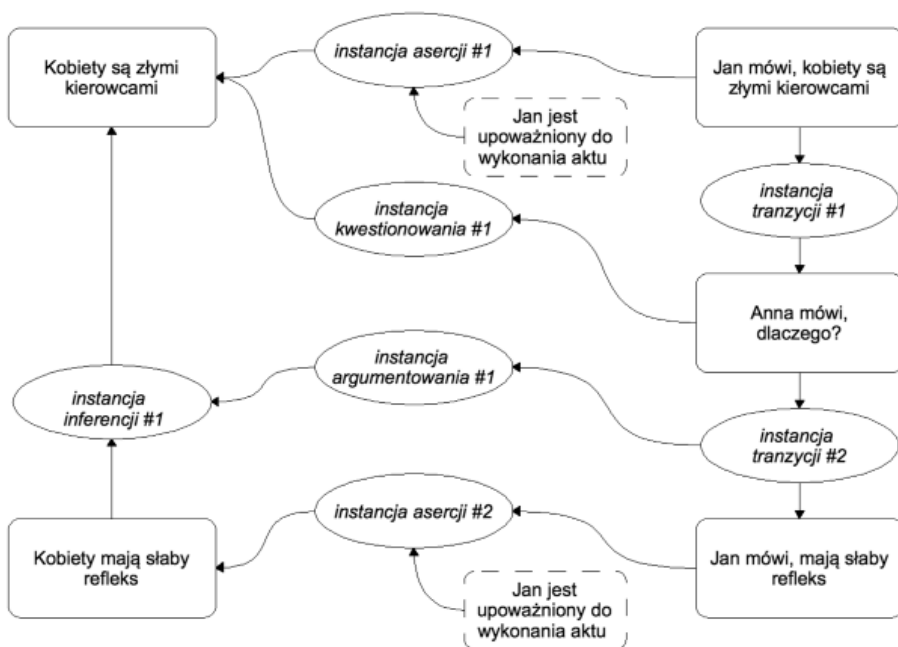 Kobiety są złymi
kierowcami
instancja asercji #1
Jan mówi, kobiety są
złymi kierowcami
Jan jest
upoważniony do
wykonania aktu
instancja
tranzycji #1
instancja
kwestionowania #1
Anna mówi,
dlaczego?
instancja
inferencji #1
instancja
argumentowania #1
instancja
tranzycji #2
Kobiety mają słaby
refleks
instancja asercji #2
Jan mówi, mają słaby
refleks
Jan jest
upoważniony do
wykonania aktu